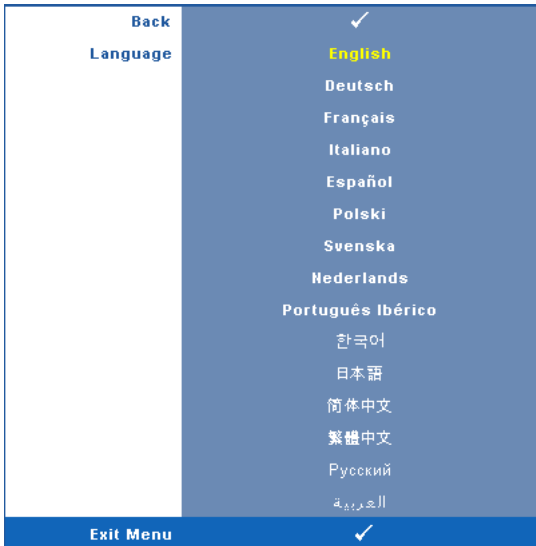 Back ✓
Language English
Deutsch
Français
Italiano
Español
Polski
Svenska
Nederlands
Português Ibérico
한국어
日本語
简体中文
繁體中文
Русский
العربية
Exit Menu ✓